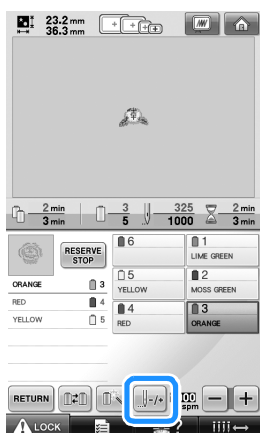 23.2 mm
36.3 mm
2 min
3 min
3
5
325
1000
2 min
3 min
RESERVE STOP
ORANGE 3
RED 4
YELLOW 5
6
1
LIME GREEN
5
YELLOW
2
MOSS GREEN
4
RED
3
ORANGE
RETURN
-/+
spm
-
+
LOCK
?